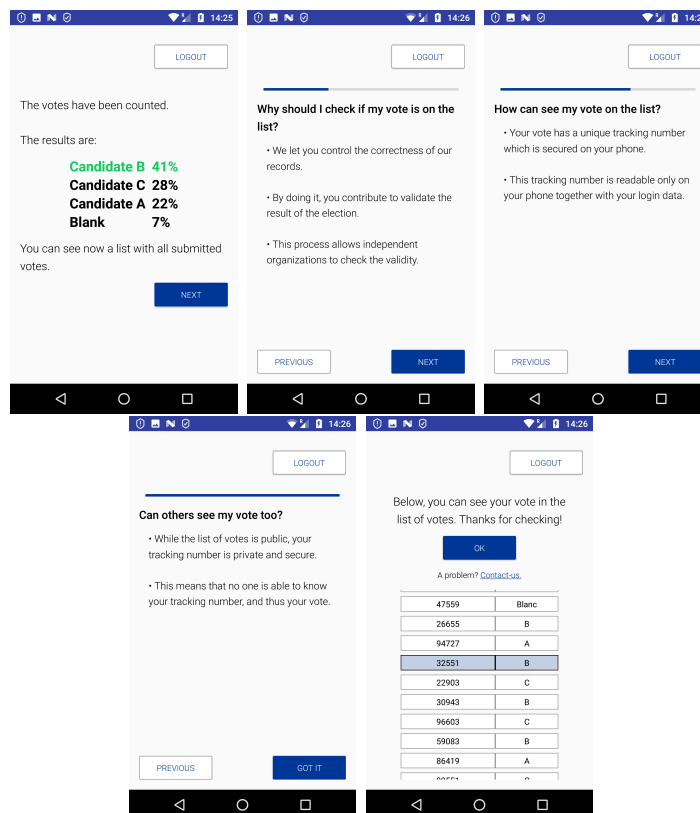 14:25
LOGOUT
The votes have been counted.
The results are:
Candidate B 41%
Candidate C 28%
Candidate A 22%
Blank 7%
You can see now a list with all submitted
votes.
NEXT
14:26
LOGOUT
Why should I check if my vote is on the
list?
• We let you control the correctness of our
records.
• By doing it, you contribute to validate the
result of the election.
• This process allows independent
organizations to check the validity.
PREVIOUS
NEXT
LOGOUT
How can see my vote on the list?
• Your vote has a unique tracking number
which is secured on your phone.
• This tracking number is readable only on
your phone together with your login data.
PREVIOUS
NEXT
14:26
LOGOUT
Can others see my vote too?
• While the list of votes is public, your
tracking number is private and secure.
• This means that no one is able to know
your tracking number, and thus your vote.
PREVIOUS
GOT IT
14:26
LOGOUT
Below, you can see your vote in the
list of votes. Thanks for checking!
OK
A problem? Contact-us.
47559 Blanc
26655 B
94727 A
32551 B
22903 C
30943 B
96603 C
59083 B
86419 A